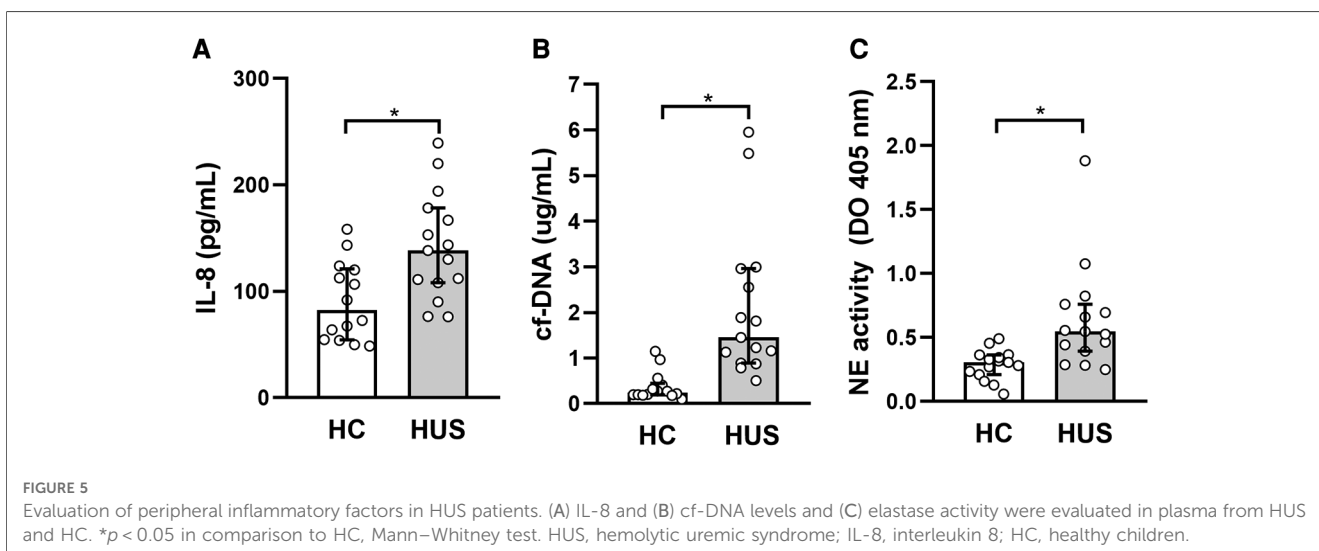 A
300
200
100
0
IL-8 (pg/mL)
*
HC HUS
B
7
6
5
4
3
2
1
0
cf-DNA (ug/mL)
*
HC HUS
C
2.5
2.0
1.5
1.0
0.5
0.0
NE activity (DO 405 nm)
*
HC HUS
FIGURE 5
Evaluation of peripheral inflammatory factors in HUS patients. (A) IL-8 and (B) cf-DNA levels and (C) elastase activity were evaluated in plasma from HUS
and HC. *p < 0.05 in comparison to HC, Mann–Whitney test. HUS, hemolytic uremic syndrome; IL-8, interleukin 8; HC, healthy children.